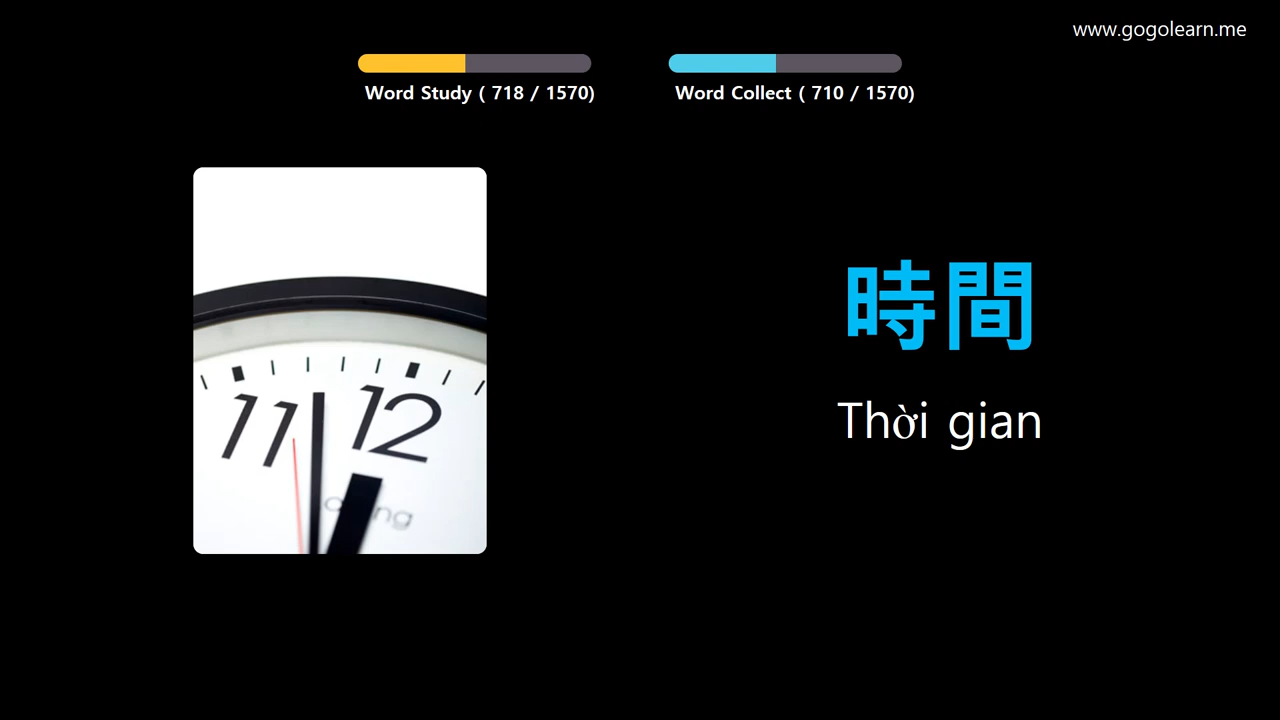 www.gogolearn.me
Word Study ( 718 / 1570)
Word Collect ( 710 / 1570)
時間
Thời gian
11
12